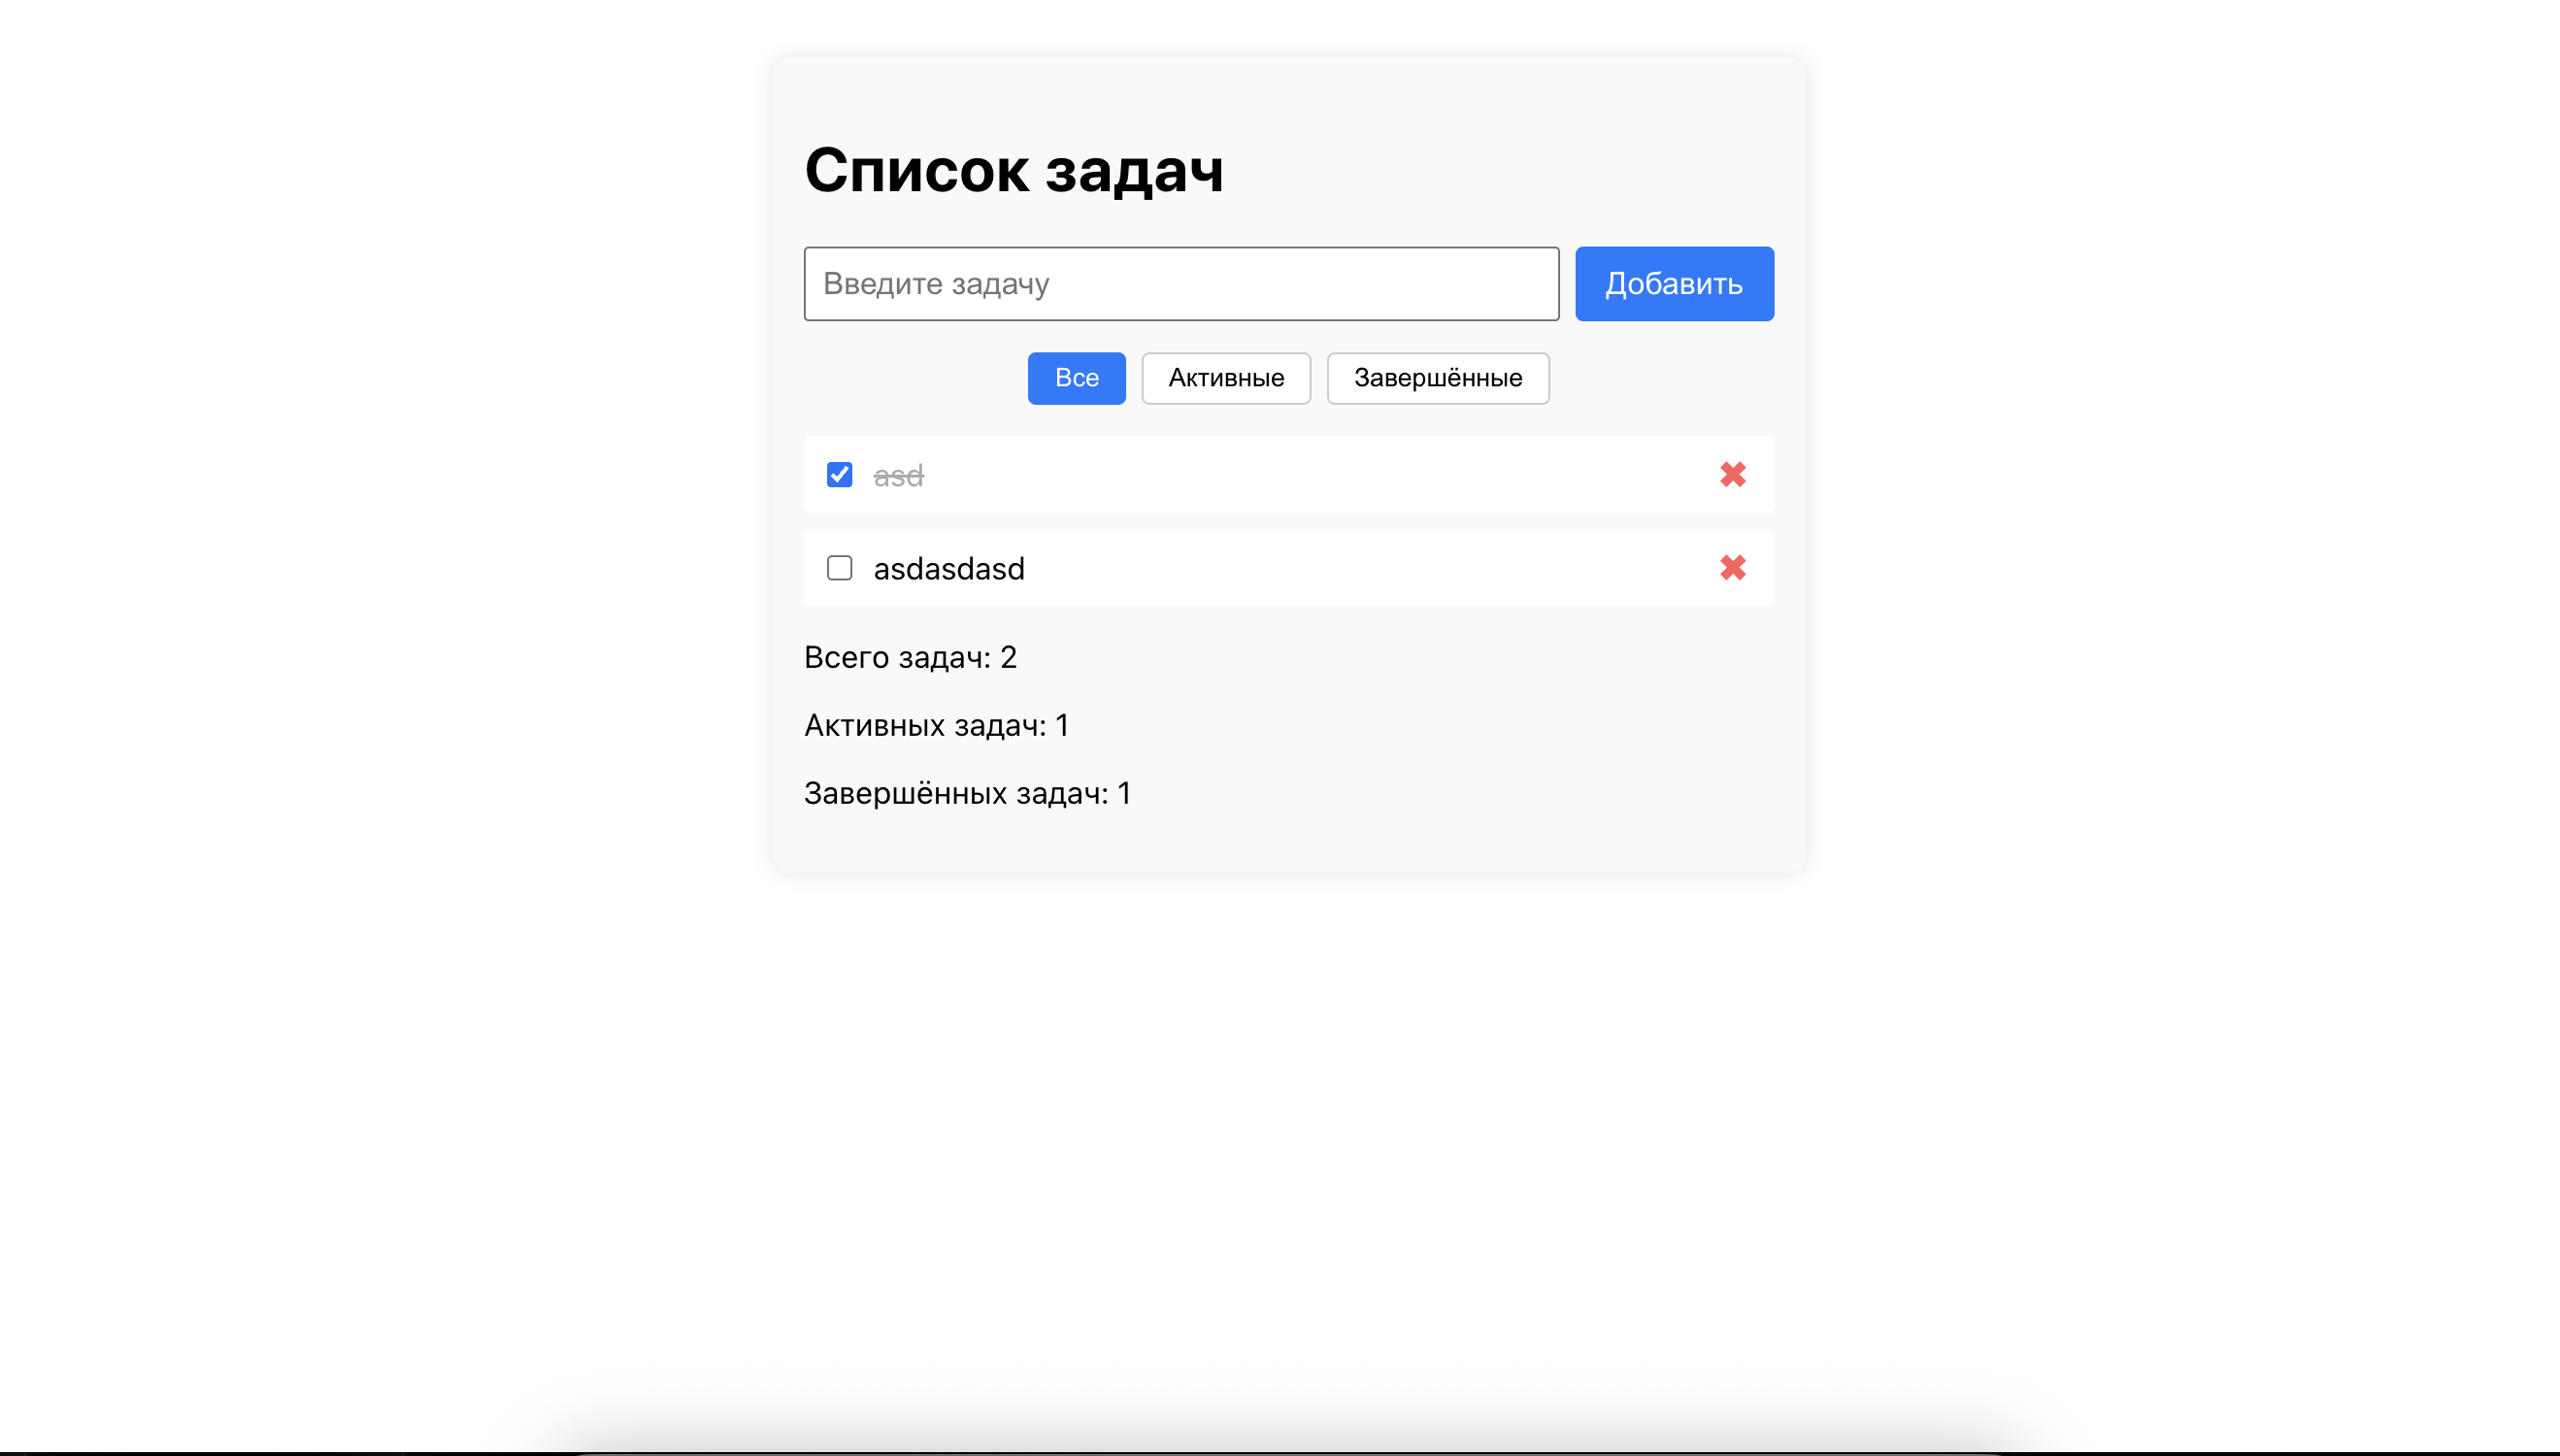 Список задач
Введите задачу Добавить
Все Активные Завершённые
asd
asdasdasd
Всего задач: 2
Активных задач: 1
Завершённых задач: 1